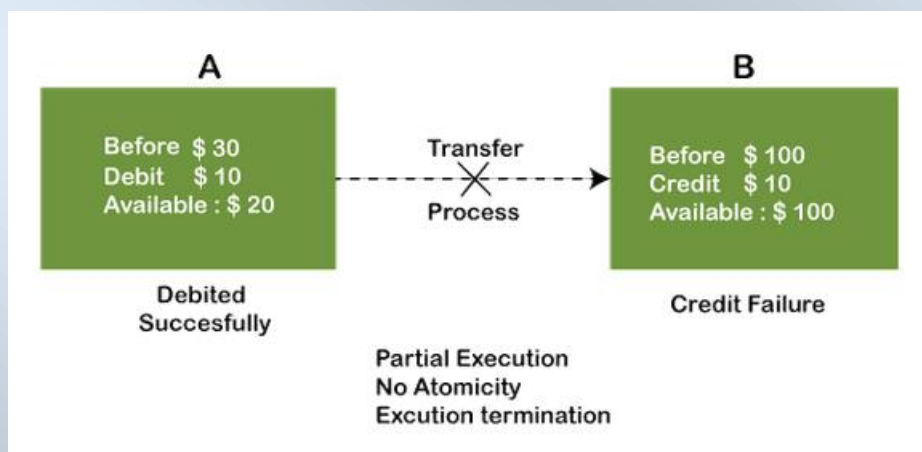 A
Before $ 30
Debit $ 10
Available : $ 20
Debited
Succesfully
Transfer
Process
B
Before $ 100
Credit $ 10
Available : $ 100
Credit Failure
Partial Execution
No Atomicity
Excution termination